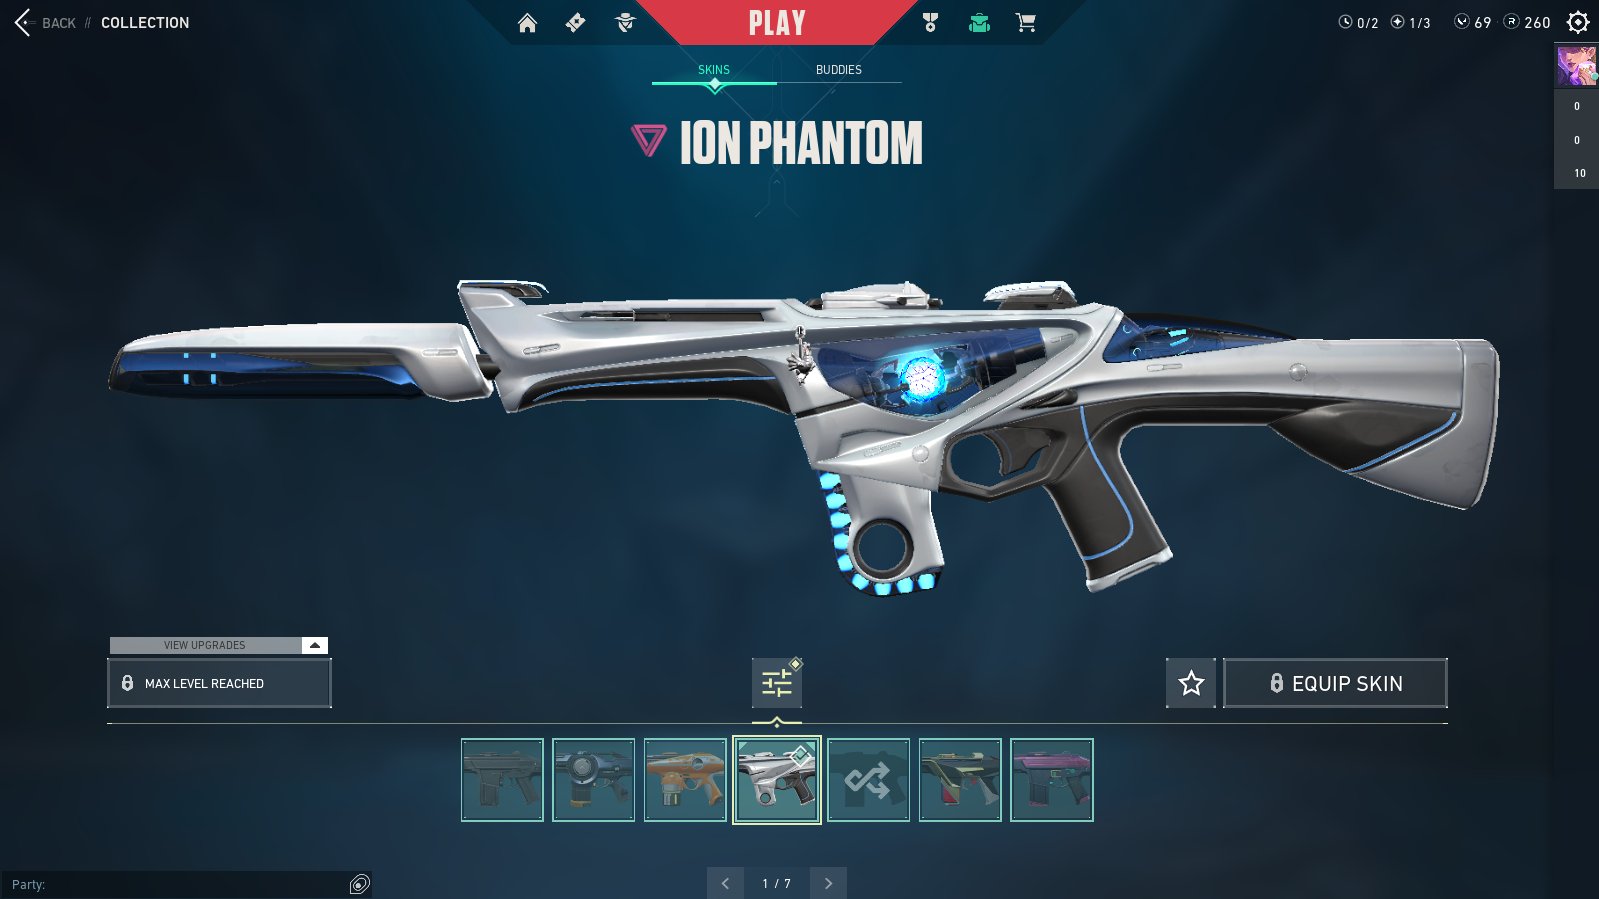 BACK // COLLECTION
PLAY
0/2
1/3
69
260
SKINS
BUDDIES
0
0
10
ION PHANTOM
VIEW UPGRADES
MAX LEVEL REACHED
EQUIP SKIN
Party:
1 / 7